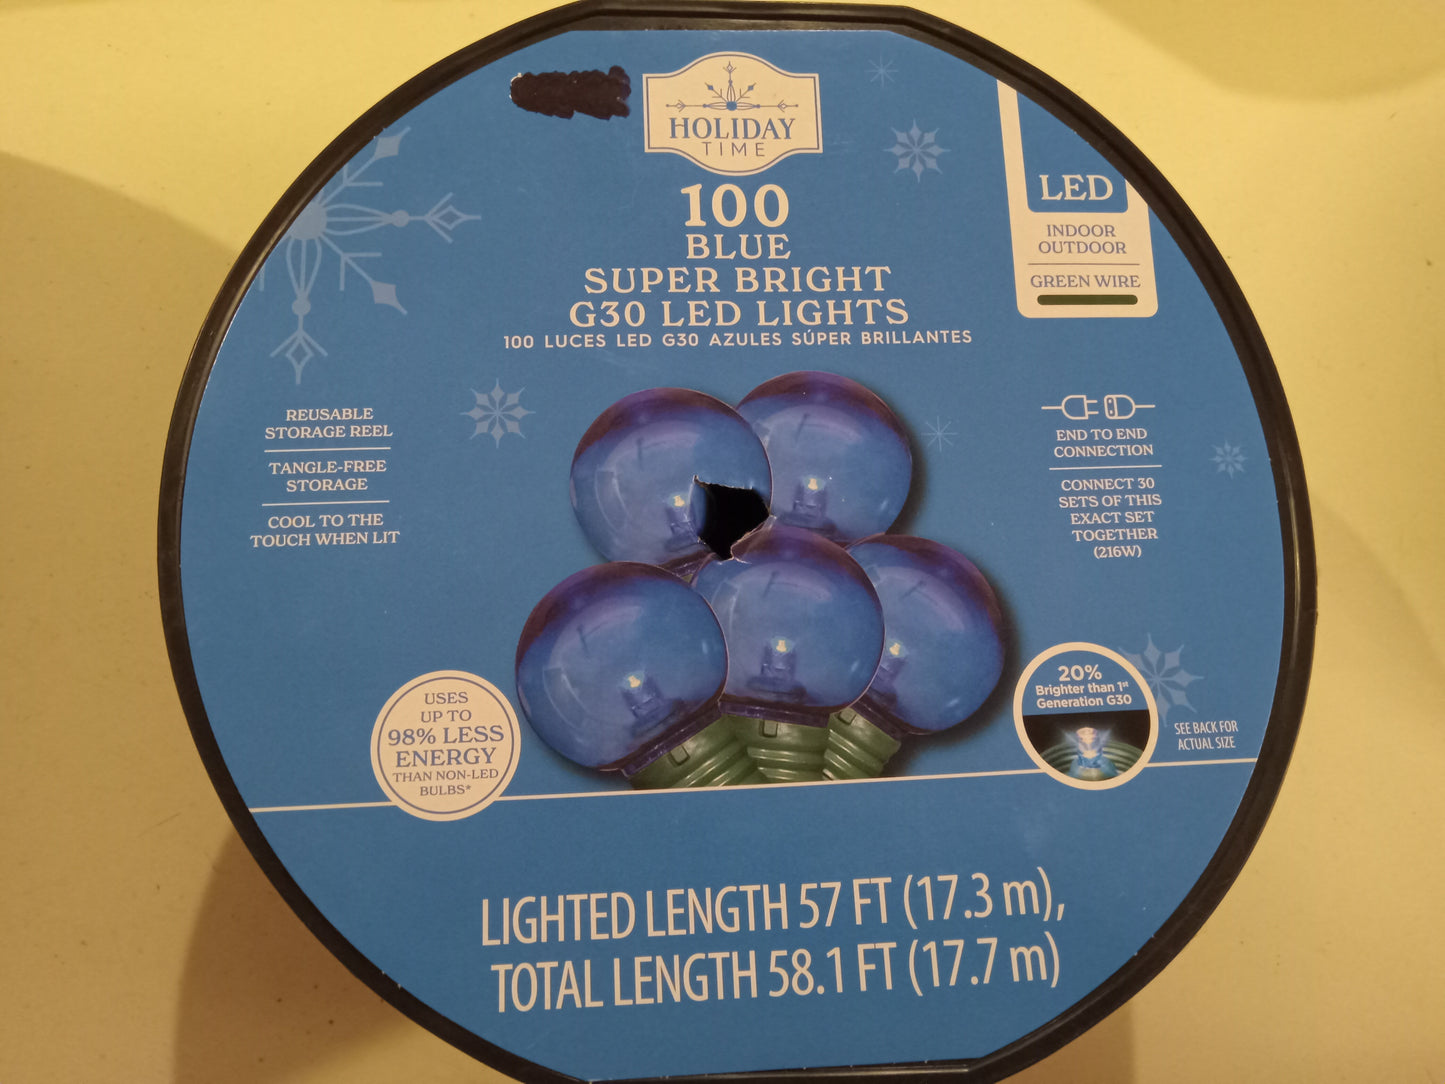 HOLIDAY
TIME
100
BLUE
SUPER BRIGHT
G30 LED LIGHTS
100 LUCES LED G30 AZULES SÚPER BRILLANTES
LED
INDOOR
OUTDOOR
GREEN WIRE
REUSABLE
STORAGE REEL
TANGLE-FREE
STORAGE
COOL TO THE
TOUCH WHEN LIT
END TO END
CONNECTION
CONNECT 30
SETS OF THIS
EXACT SET
TOGETHER
(216W)
USES
UP TO
98% LESS
ENERGY
THAN NON-LED
BULBS*
20%
Brighter than 1st
Generation G30
SEE BACK FOR
ACTUAL SIZE
LIGHTED LENGTH 57 FT (17.3 m),
TOTAL LENGTH 58.1 FT (17.7 m)